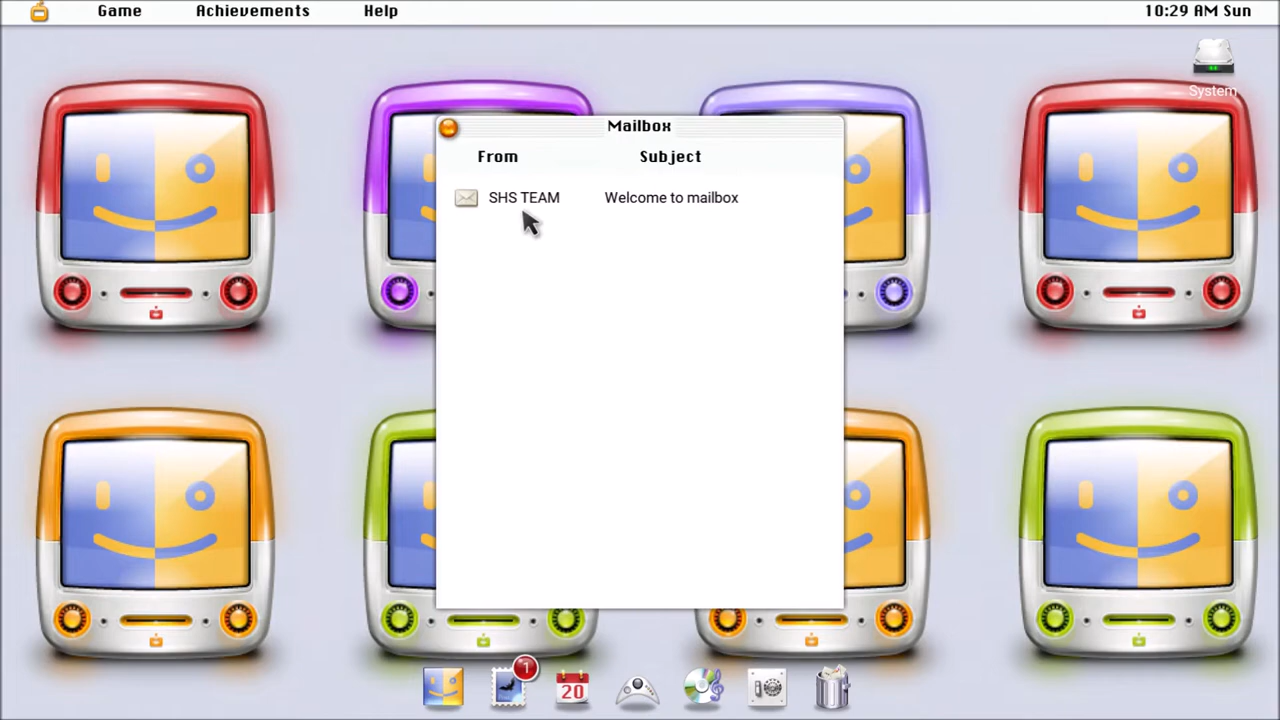 Game Achievements Help 10:29 AM Sun
System
Mailbox
From Subject
SHS TEAM Welcome to mailbox
1
20